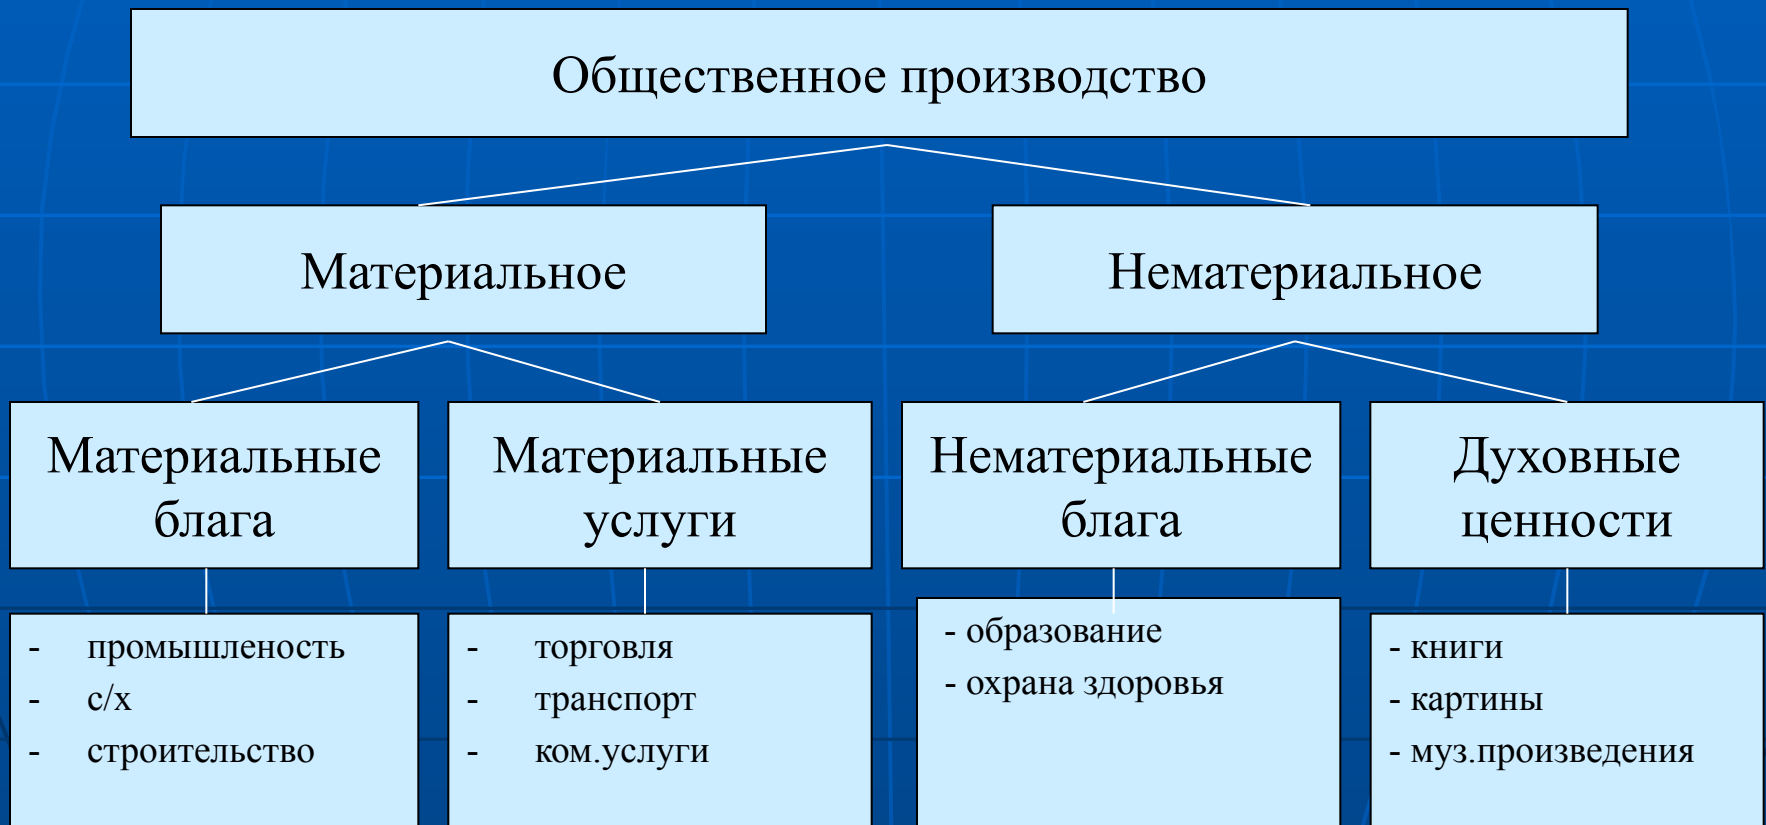 Общественное производство
Материальное
Нематериальное
Материальные
блага
Материальные
услуги
Нематериальные
блага
Духовные
ценности
- промышленость
- с/х
- строительство
- торговля
- транспорт
- ком.услуги
- образование
- охрана здоровья
- книги
- картины
- муз.произведения